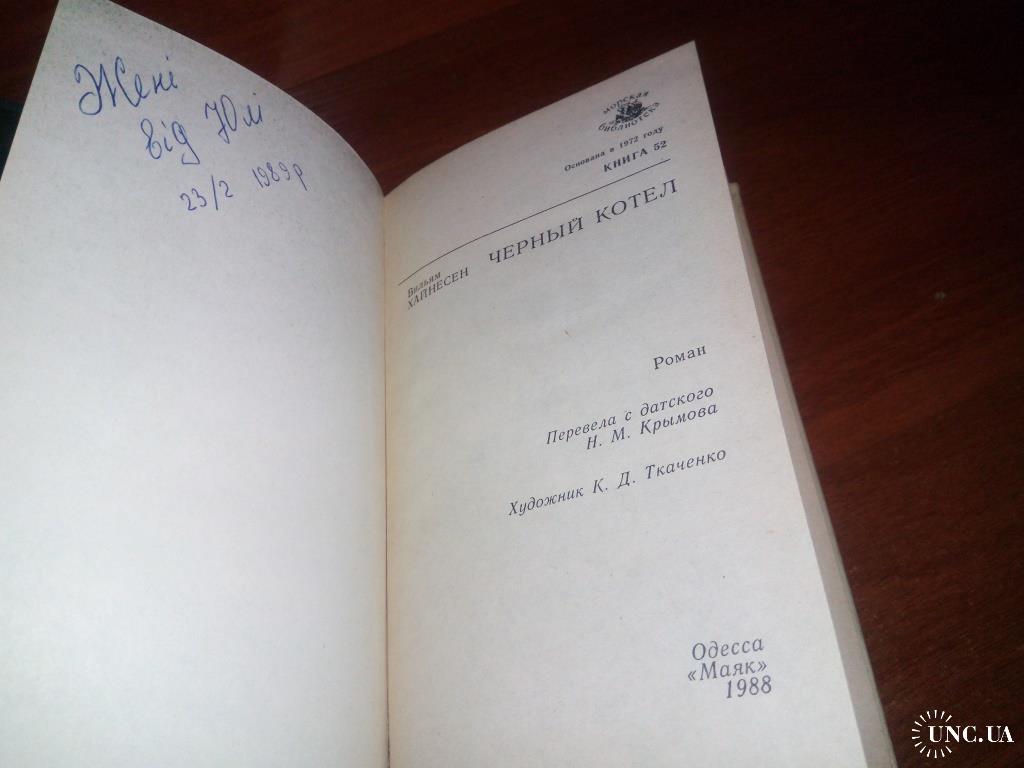 Жені
від Юлі
23/2 1989р
морская
библиотека
Основана в 1972 году
КНИГА 52
Вильям
ХАЙНЕСЕН
ЧЕРНЫЙ КОТЕЛ
Роман
Перевела с датского
Н. М. Крымова
Художник К. Д. Ткаченко
Одесса
«Маяк»
1988
UNC.UA